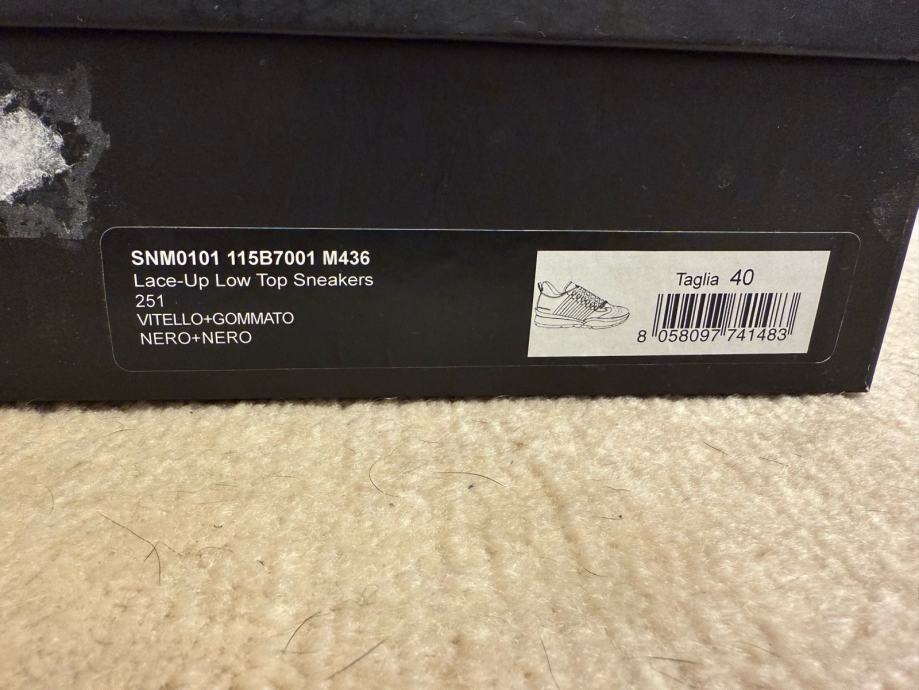 SNM0101 115B7001 M436
Lace-Up Low Top Sneakers
251
VITELLO+GOMMATO
NERO+NERO
Taglia 40
8 058097 741483